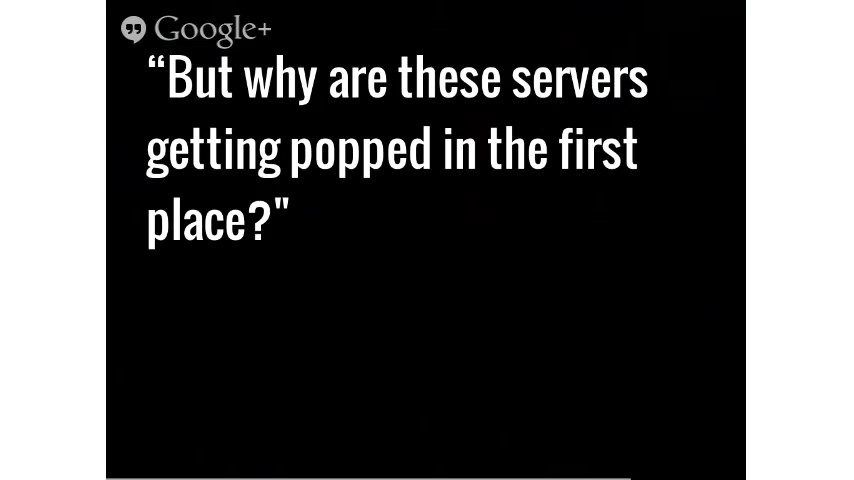 Google+
“But why are these servers
getting popped in the first
place?"